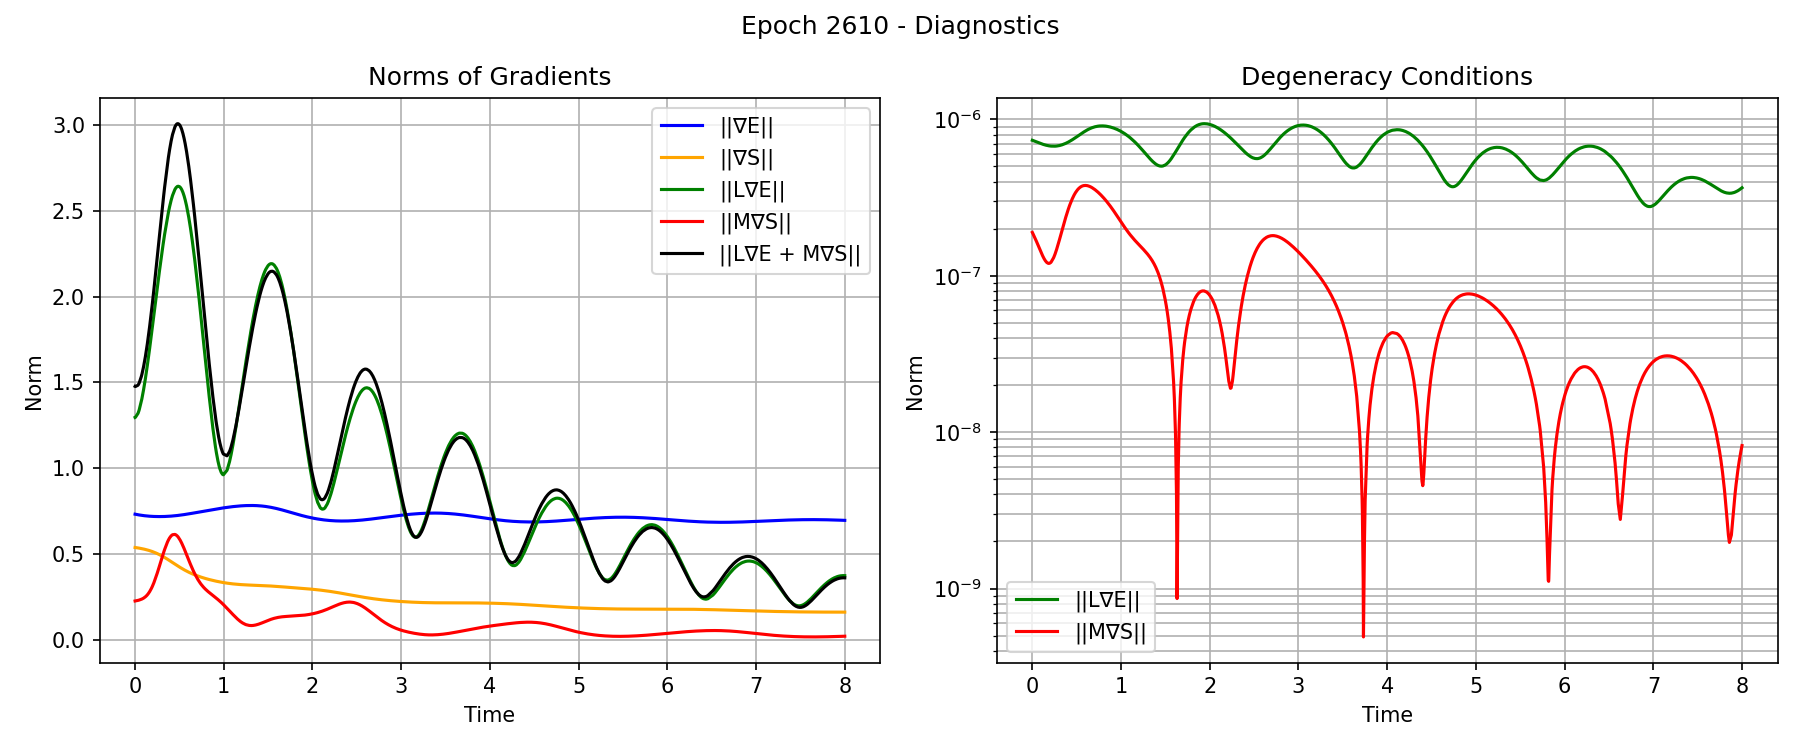 Epoch 2610 - Diagnostics
Norms of Gradients
Norm
3.0
2.5
2.0
1.5
1.0
0.5
0.0
0 1 2 3 4 5 6 7 8
Time
||∇E||
||∇S||
||L∇E||
||M∇S||
||L∇E + M∇S||
Degeneracy Conditions
Norm
10⁻⁶
10⁻⁷
10⁻⁸
10⁻⁹
0 1 2 3 4 5 6 7 8
Time
||L∇E||
||M∇S||